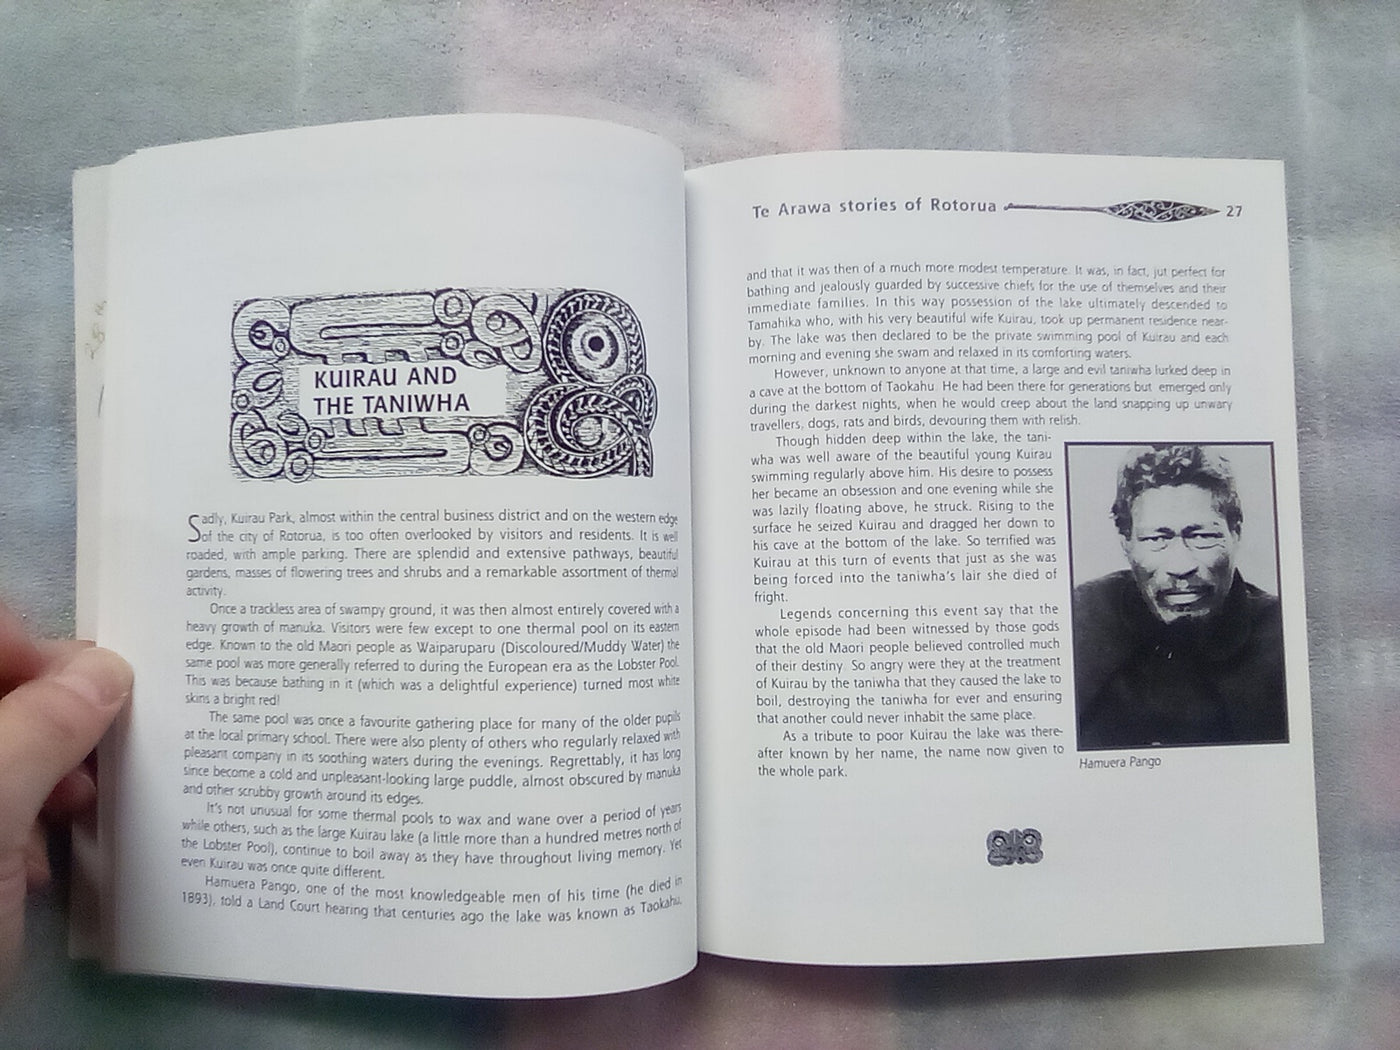 KUIRAU AND
THE TANIWHA
Sadly, Kuirau Park, almost within the central business district and on the western edge
of the city of Rotorua, is too often overlooked by visitors and residents. It is well
roaded, with ample parking. There are splendid and extensive pathways, beautiful
gardens, masses of flowering trees and shrubs and a remarkable assortment of thermal
activity.
Once a trackless area of swampy ground, it was then almost entirely covered with a
heavy growth of manuka. Visitors were few except to one thermal pool on its eastern
edge. Known to the old Maori people as Waiparuparu (Discoloured/Muddy Water) the
same pool was more generally referred to during the European era as the Lobster Pool.
This was because bathing in it (which was a delightful experience) turned most white
skins a bright red!
The same pool was once a favourite gathering place for many of the older pupils
at the local primary school. There were also plenty of others who regularly relaxed with
pleasant company in its soothing waters during the evenings. Regrettably, it has long
since become a cold and unpleasant-looking large puddle, almost obscured by manuka
and other scrubby growth around its edges.
It's not unusual for some thermal pools to wax and wane over a period of years
while others, such as the large Kuirau lake (a little more than a hundred metres north of
the Lobster Pool), continue to boil away as they have throughout living memory. Yet
even Kuirau was once quite different.
Hamuera Pango, one of the most knowledgeable men of his time (he died in
1893), told a Land Court hearing that centuries ago the lake was known as Taokahu,
Te Arawa stories of Rotorua 27
and that it was then of a much more modest temperature. It was, in fact, jut perfect for
bathing and jealously guarded by successive chiefs for the use of themselves and their
immediate families. In this way possession of the lake ultimately descended to
Tamahika who, with his very beautiful wife Kuirau, took up permanent residence near-
by. The lake was then declared to be the private swimming pool of Kuirau and each
morning and evening she swam and relaxed in its comforting waters.
However, unknown to anyone at that time, a large and evil taniwha lurked deep in
a cave at the bottom of Taokahu. He had been there for generations but emerged only
during the darkest nights, when he would creep about the land snapping up unwary
travellers, dogs, rats and birds, devouring them with relish.
Though hidden deep within the lake, the tani-
wha was well aware of the beautiful young Kuirau
swimming regularly above him. His desire to possess
her became an obsession and one evening while she
was lazily floating above, he struck. Rising to the
surface he seized Kuirau and dragged her down to
his cave at the bottom of the lake. So terrified was
Kuirau at this turn of events that just as she was
being forced into the taniwha's lair she died of
fright.
Legends concerning this event say that the
whole episode had been witnessed by those gods
that the old Maori people believed controlled much
of their destiny. So angry were they at the treatment
of Kuirau by the taniwha that they caused the lake to
boil, destroying the taniwha for ever and ensuring
that another could never inhabit the same place.
As a tribute to poor Kuirau the lake was there-
after known by her name, the name now given to
the whole park.
Hamuera Pango